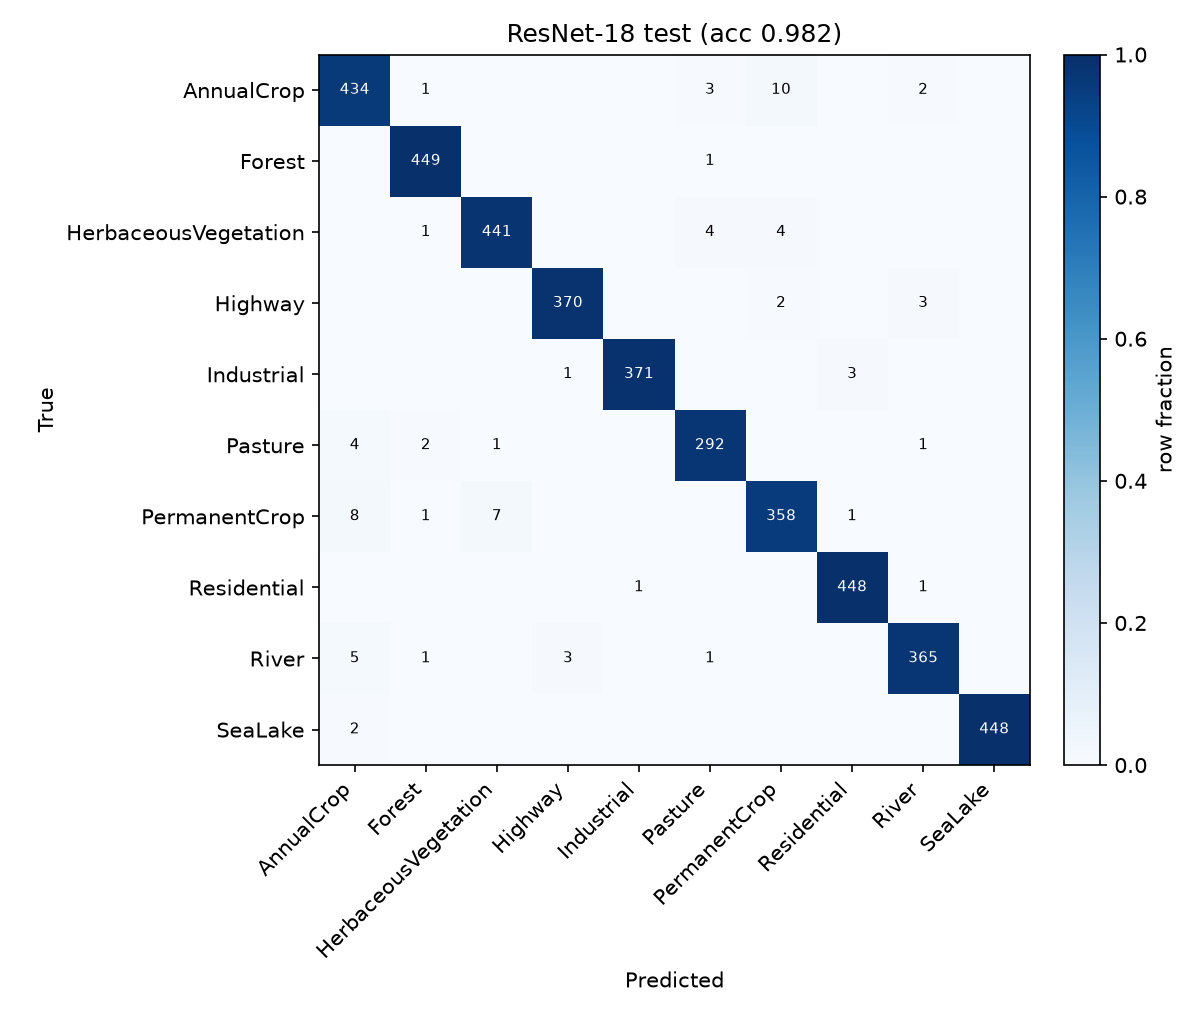 ResNet-18 test (acc 0.982)
AnnualCrop 434 1 3 10 2
Forest 449 1
HerbaceousVegetation 1 441 4 4
Highway 370 2 3
Industrial 1 371 3
Pasture 4 2 1 292 1
PermanentCrop 8 1 7 358 1
Residential 1 448 1
River 5 1 3 1 365
SeaLake 2 448
True
AnnualCrop
Forest
HerbaceousVegetation
Highway
Industrial
Pasture
PermanentCrop
Residential
River
SeaLake
Predicted
1.0
0.8
0.6
0.4
0.2
0.0
row fraction